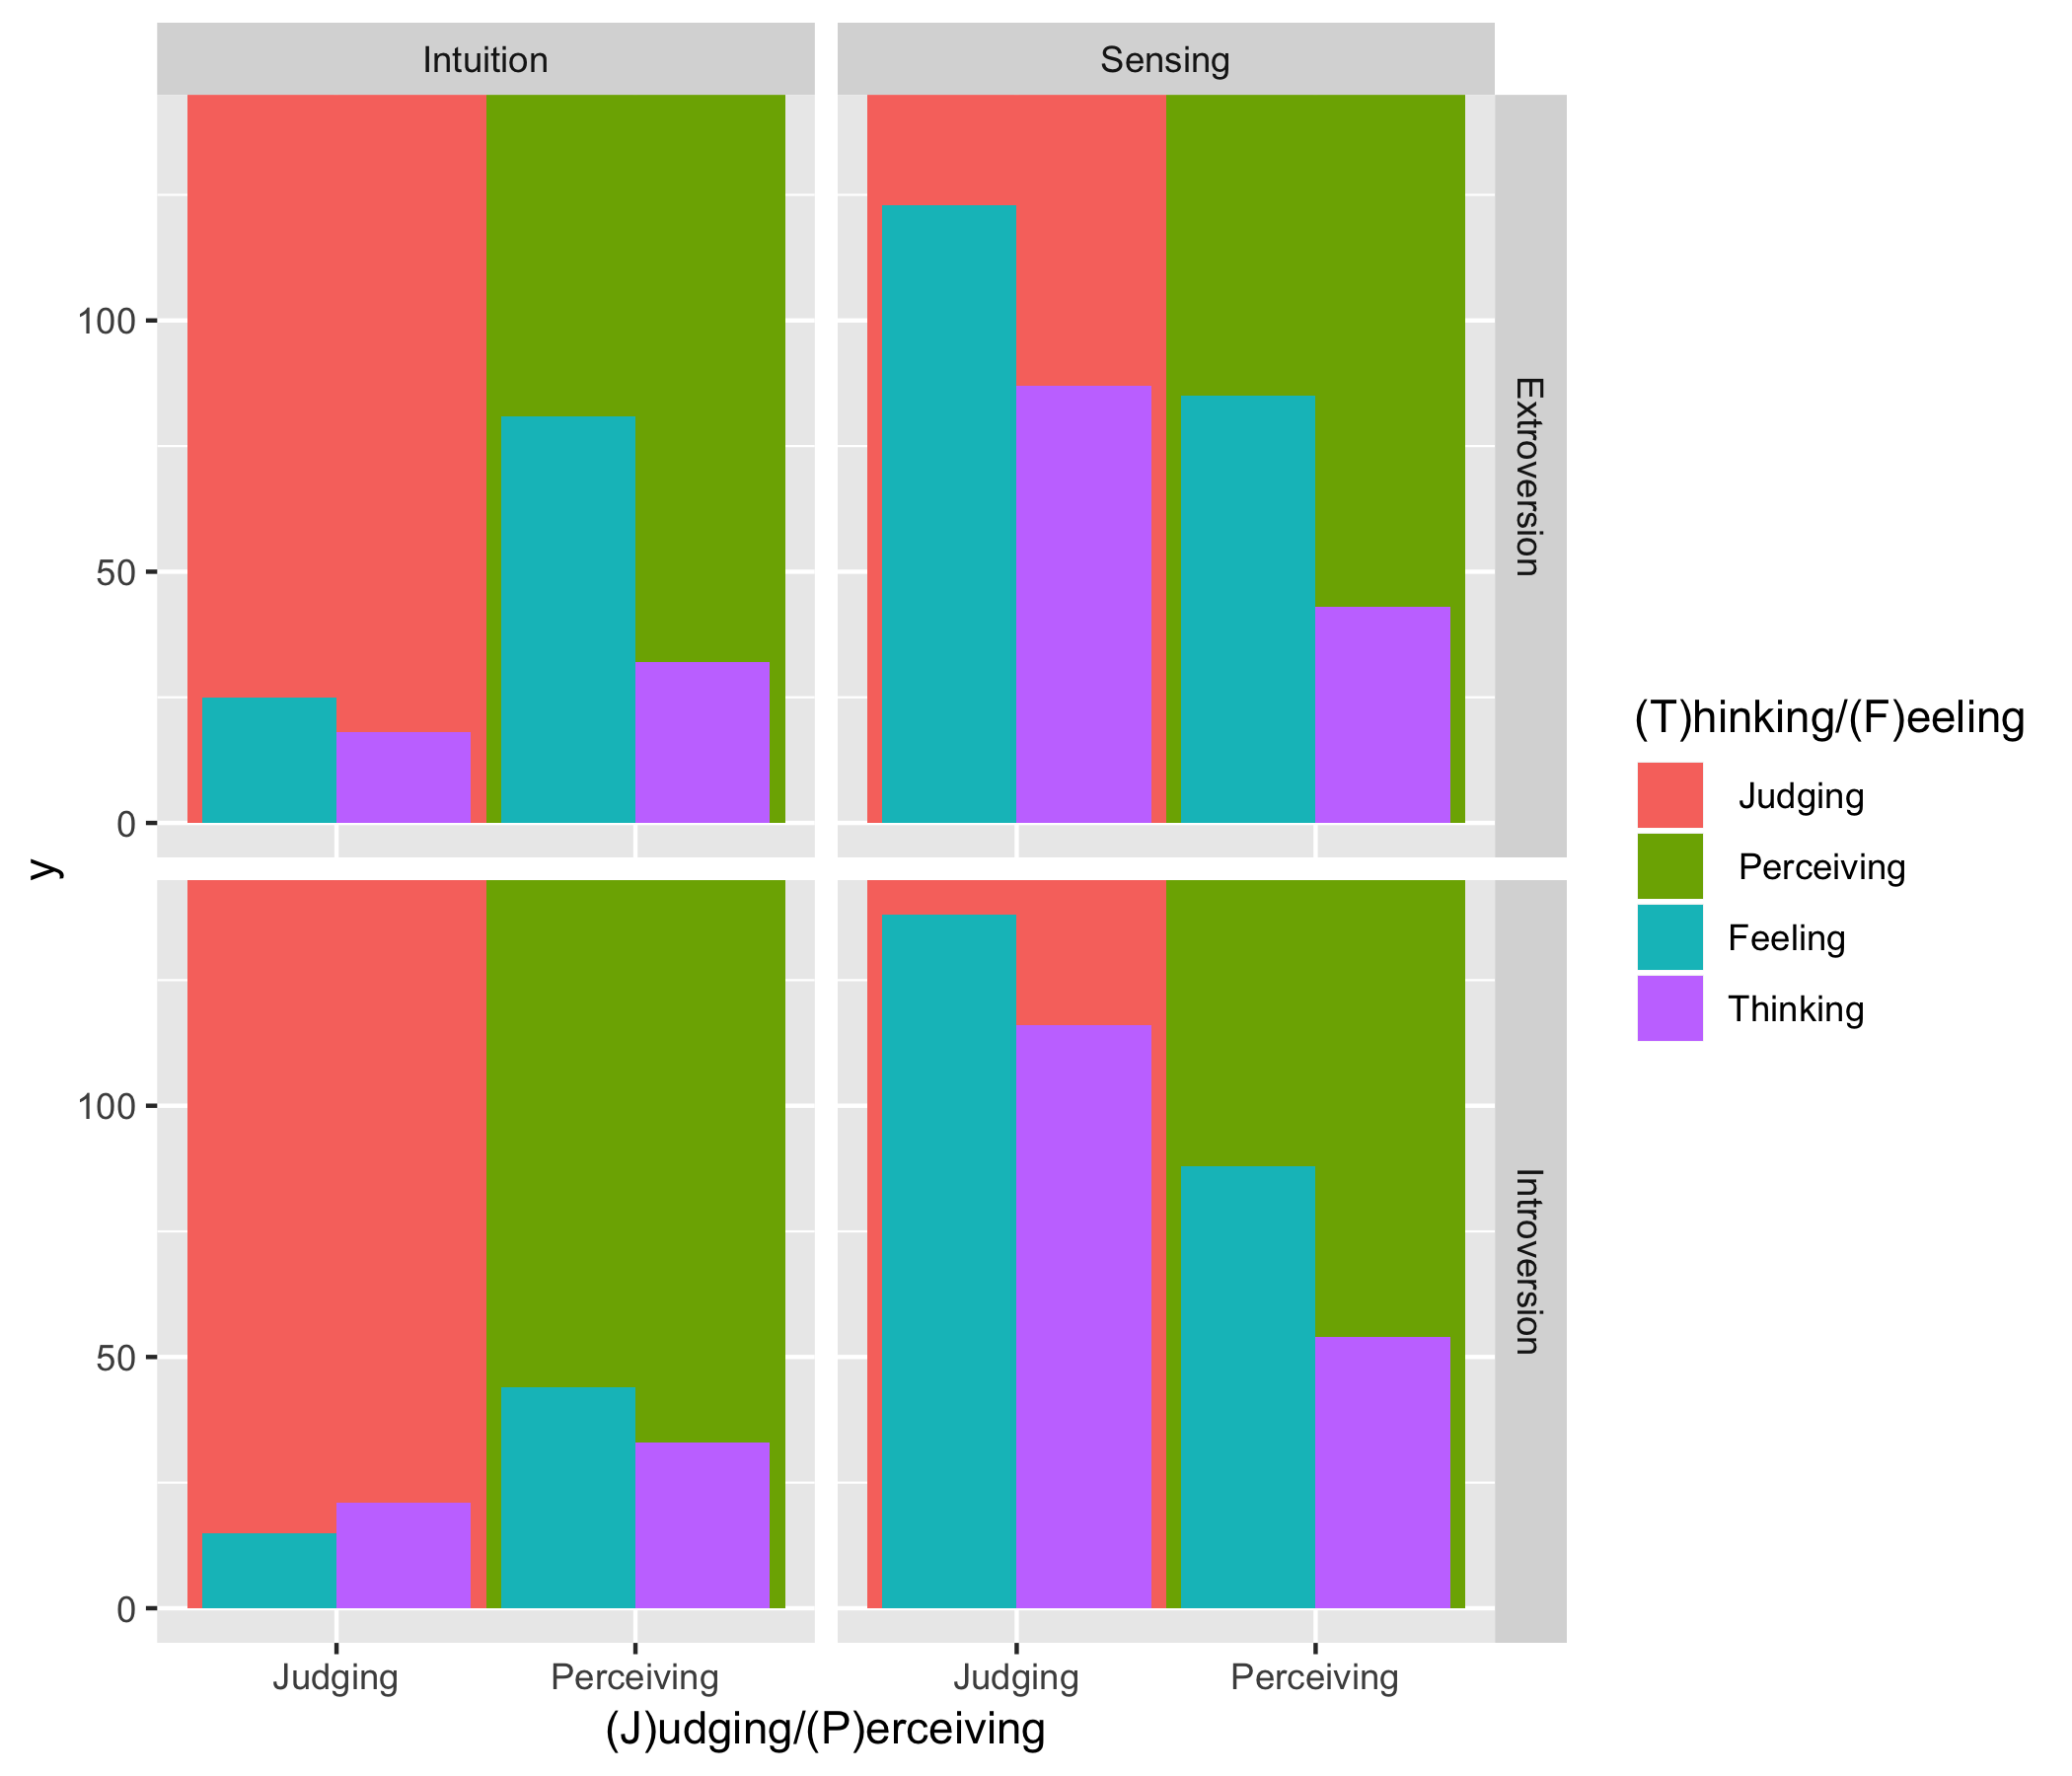 Intuition
Sensing
100
50
0
Extroversion
y
100
50
0
Introversion
Judging
Perceiving
Judging
Perceiving
(J)udging/(P)erceiving
(T)hinking/(F)eeling
Judging
Perceiving
Feeling
Thinking